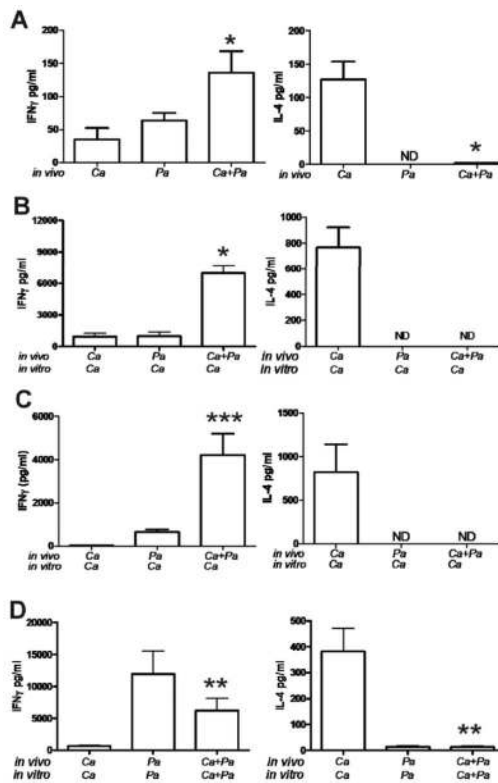 A
IFNγ pg/ml
200
150
100
50
0
*
in vivo Ca Pa Ca+Pa
IL-4 pg/ml
200
150
100
50
0
ND
*
in vivo Ca Pa Ca+Pa
B
IFNγ pg/ml
12000
9000
6000
3000
0
*
in vivo Ca Pa Ca+Pa
in vitro Ca Ca Ca
IL-4 pg/ml
1000
800
600
400
200
0
ND ND
in vivo Ca Pa Ca+Pa
In vitro Ca Ca Ca
C
IFNγ (pg/ml)
6000
4000
2000
0
***
in vivo Ca Pa Ca+Pa
in vitro Ca Ca Ca
IL-4 pg/ml
1500
1000
500
0
ND ND
in vivo Ca Pa Ca+Pa
in vitro Ca Ca Ca
D
IFNγ pg/ml
20000
15000
10000
5000
0
**
in vivo Ca Pa Ca+Pa
in vitro Ca Pa Ca+Pa
IL-4 pg/ml
500
400
300
200
100
0
**
in vivo Ca Pa Ca+Pa
in vitro Ca Pa Ca+Pa